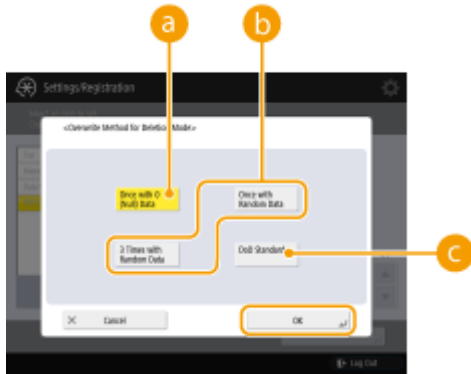 a
b
Settings/Registration
<Overwrite Method for Deletion Mode>
Once with 0
(Null) Data
Once with
Random Data
3 Times with
Random Data
DoD Standard
c
Cancel
OK
Log Out